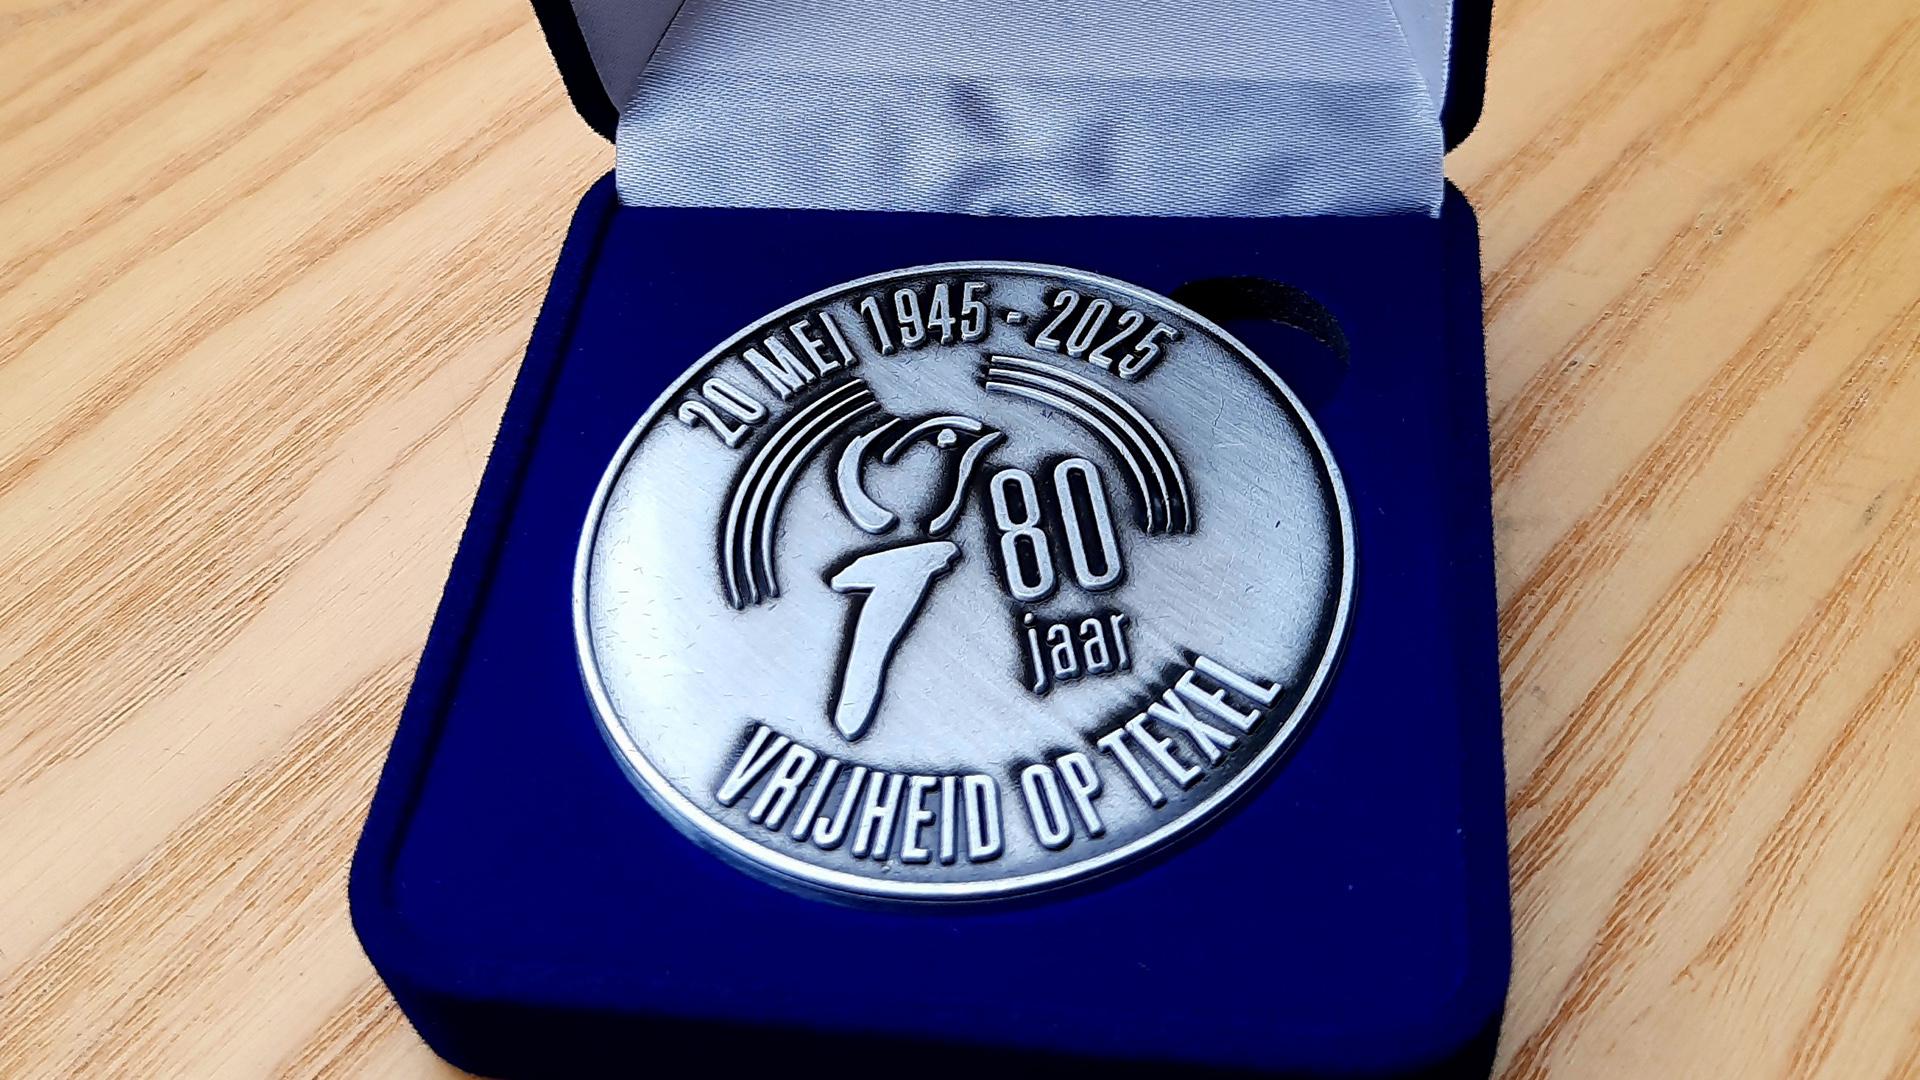 20 MEI 1945 - 2025
80
jaar
VRIJHEID OP TEXEL